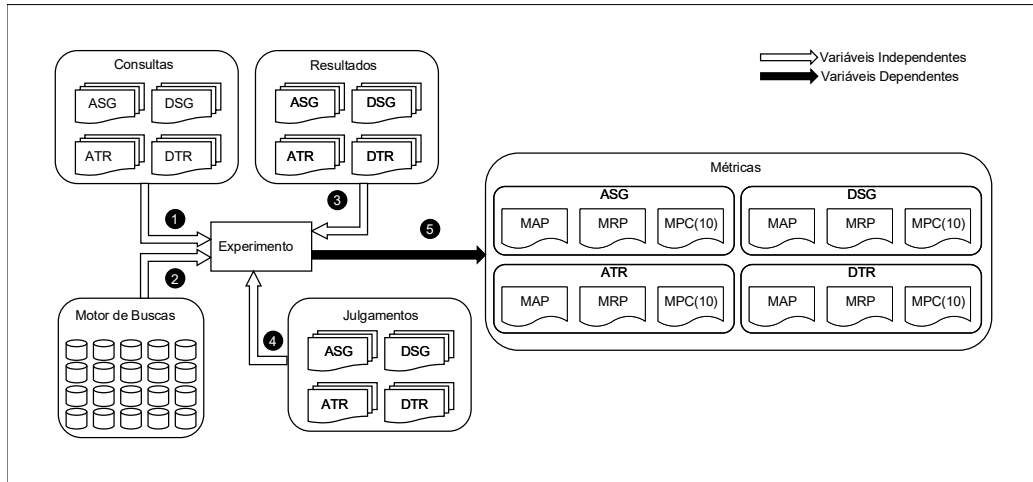 Consultas
ASG
DSG
ATR
DTR
Resultados
ASG
DSG
ATR
DTR
Variáveis Independentes
Variáveis Dependentes
1
2
3
4
5
Experimento
Motor de Buscas
Julgamentos
ASG
DSG
ATR
DTR
Métricas
ASG
MAP
MRP
MPC(10)
DSG
MAP
MRP
MPC(10)
ATR
MAP
MRP
MPC(10)
DTR
MAP
MRP
MPC(10)